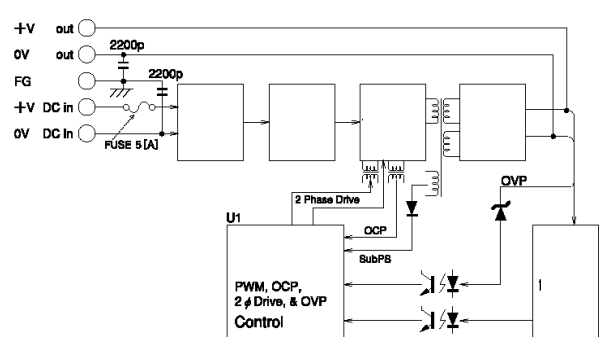 +V out
0V out
2200p
FG
2200p
+V DC in
0V DC in
FUSE 5 [A]
2 Phase Drive
OVP
U1
OCP
SubPS
PWM, OCP,
2 ϕ Drive, & OVP
Control